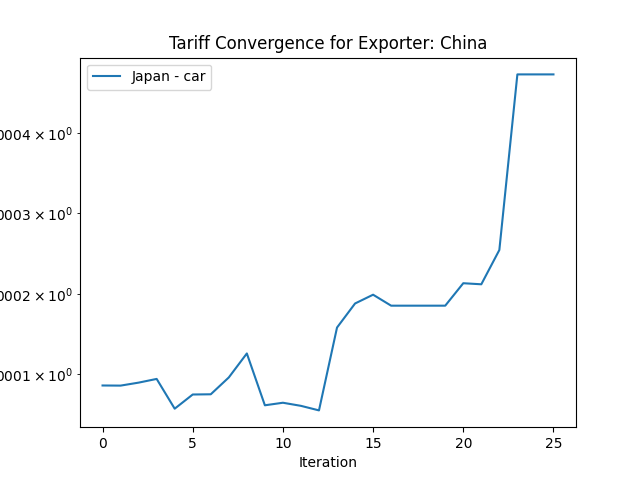 Tariff Convergence for Exporter: China
Japan - car
0004 × 10⁰
0003 × 10⁰
0002 × 10⁰
0001 × 10⁰
0 5 10 15 20 25
Iteration